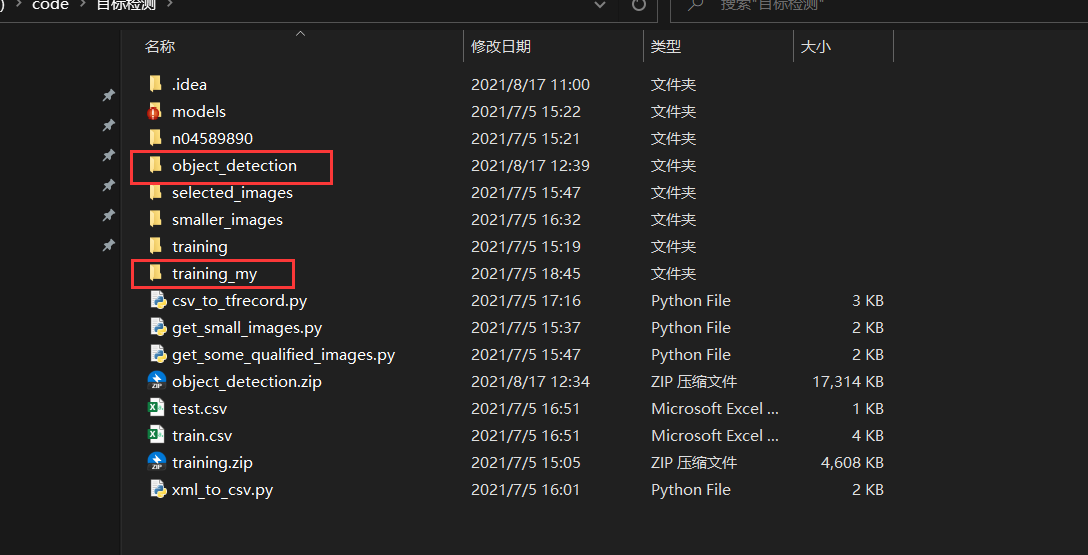 ) > code > 目标检测 >
搜索"目标检测"
名称 修改日期 类型 大小
.idea 2021/8/17 11:00 文件夹
models 2021/7/5 15:22 文件夹
n04589890 2021/7/5 15:21 文件夹
object_detection 2021/8/17 12:39 文件夹
selected_images 2021/7/5 15:47 文件夹
smaller_images 2021/7/5 16:32 文件夹
training 2021/7/5 15:19 文件夹
training_my 2021/7/5 18:45 文件夹
csv_to_tfrecord.py 2021/7/5 17:16 Python File 3 KB
get_small_images.py 2021/7/5 15:37 Python File 2 KB
get_some_qualified_images.py 2021/7/5 15:47 Python File 2 KB
object_detection.zip 2021/8/17 12:34 ZIP 压缩文件 17,314 KB
test.csv 2021/7/5 16:51 Microsoft Excel ... 1 KB
train.csv 2021/7/5 16:51 Microsoft Excel ... 4 KB
training.zip 2021/7/5 15:05 ZIP 压缩文件 4,608 KB
xml_to_csv.py 2021/7/5 16:01 Python File 2 KB